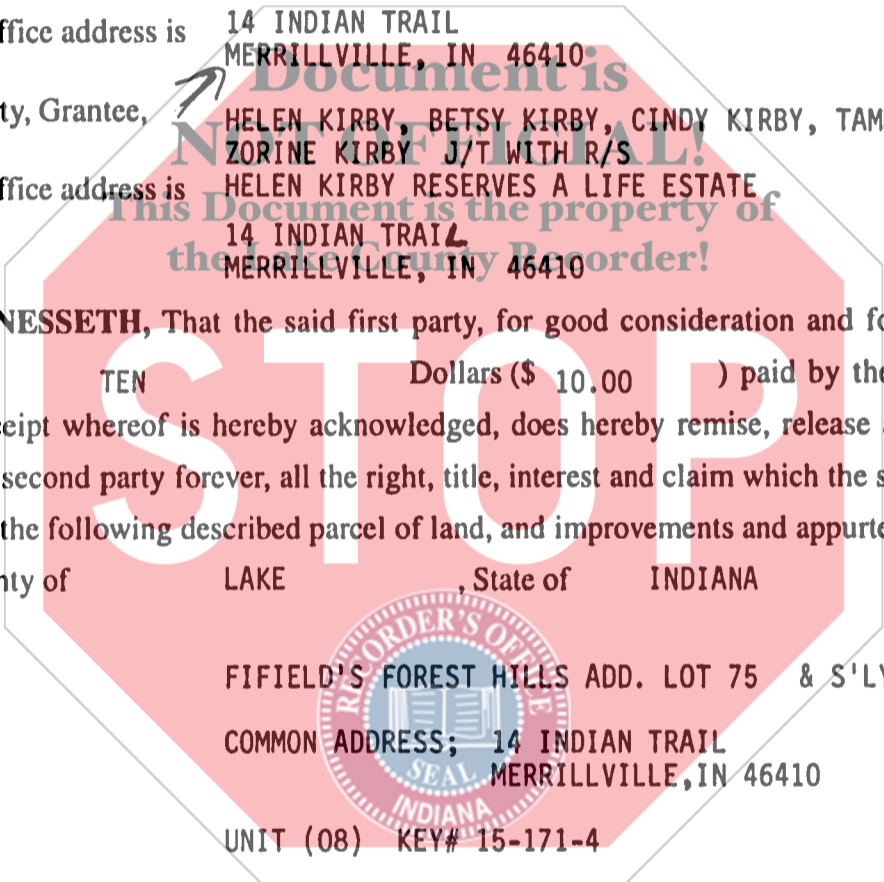 ffice address is 14 INDIAN TRAIL
MERRILLVILLE, IN 46410
Document is
ty, Grantee, HELEN KIRBY, BETSY KIRBY, CINDY KIRBY, TAM
NOT OFFICIAL!
ZORINE KIRBY J/T WITH R/S
ffice address is HELEN KIRBY RESERVES A LIFE ESTATE
This Document is the property of
14 INDIAN TRAIL
the Lake County Recorder!
MERRILLVILLE, IN 46410
NESSETH, That the said first party, for good consideration and fo
STOP
TEN Dollars ($ 10.00 ) paid by the
ceipt whereof is hereby acknowledged, does hereby remise, release
second party forever, all the right, title, interest and claim which the s
the following described parcel of land, and improvements and appurte
nty of LAKE , State of INDIANA
RECORDER'S OFFICE
FIFIELD'S FOREST HILLS ADD. LOT 75 & S'LY
COMMON ADDRESS; 14 INDIAN TRAIL
SEAL
MERRILLVILLE,IN 46410
INDIANA
UNIT (08) KEY# 15-171-4